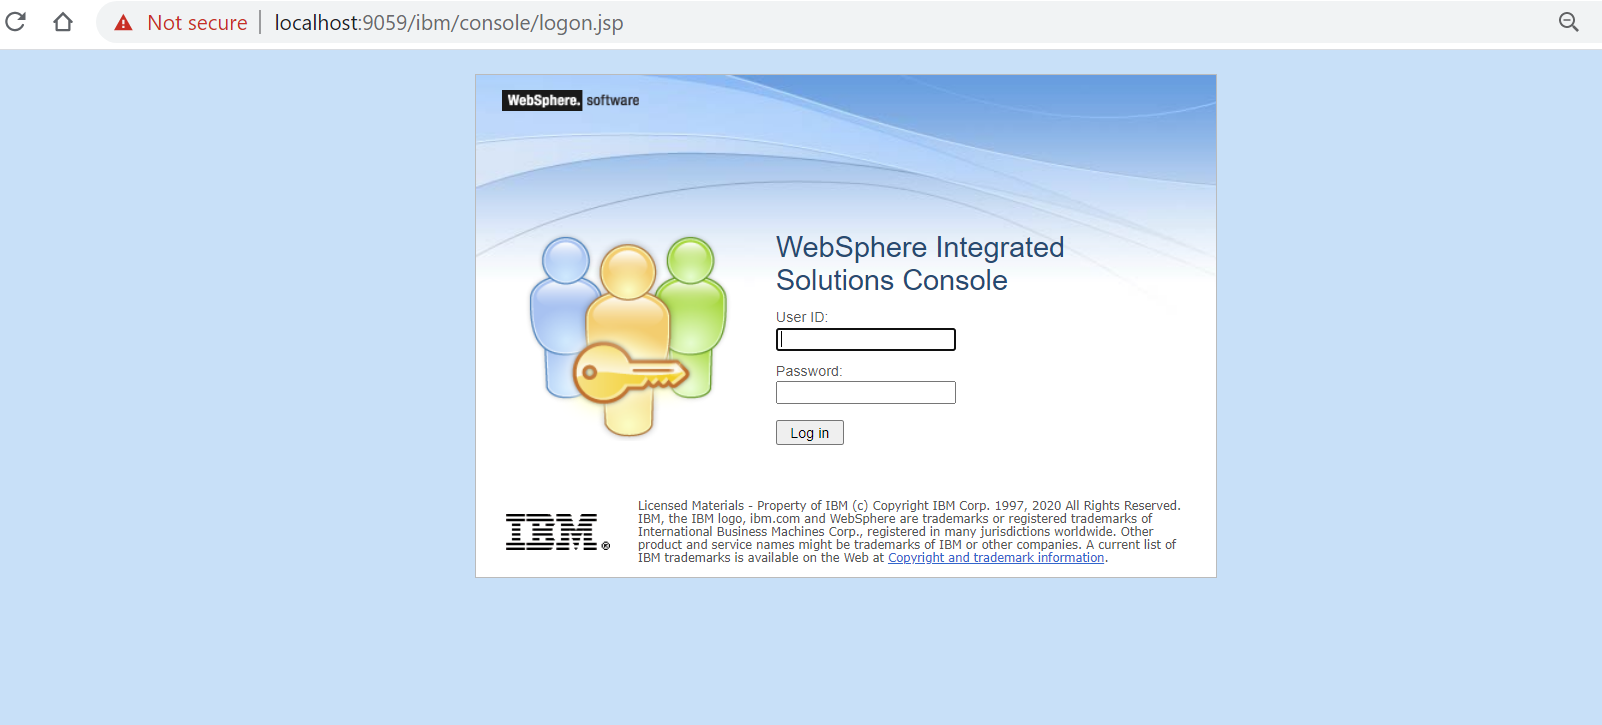 Not secure localhost:9059/ibm/console/logon.jsp
WebSphere. software
WebSphere Integrated
Solutions Console
User ID:
Password:
Log in
IBM®
Licensed Materials - Property of IBM (c) Copyright IBM Corp. 1997, 2020 All Rights Reserved.
IBM, the IBM logo, ibm.com and WebSphere are trademarks or registered trademarks of
International Business Machines Corp., registered in many jurisdictions worldwide. Other
product and service names might be trademarks of IBM or other companies. A current list of
IBM trademarks is available on the Web at Copyright and trademark information.